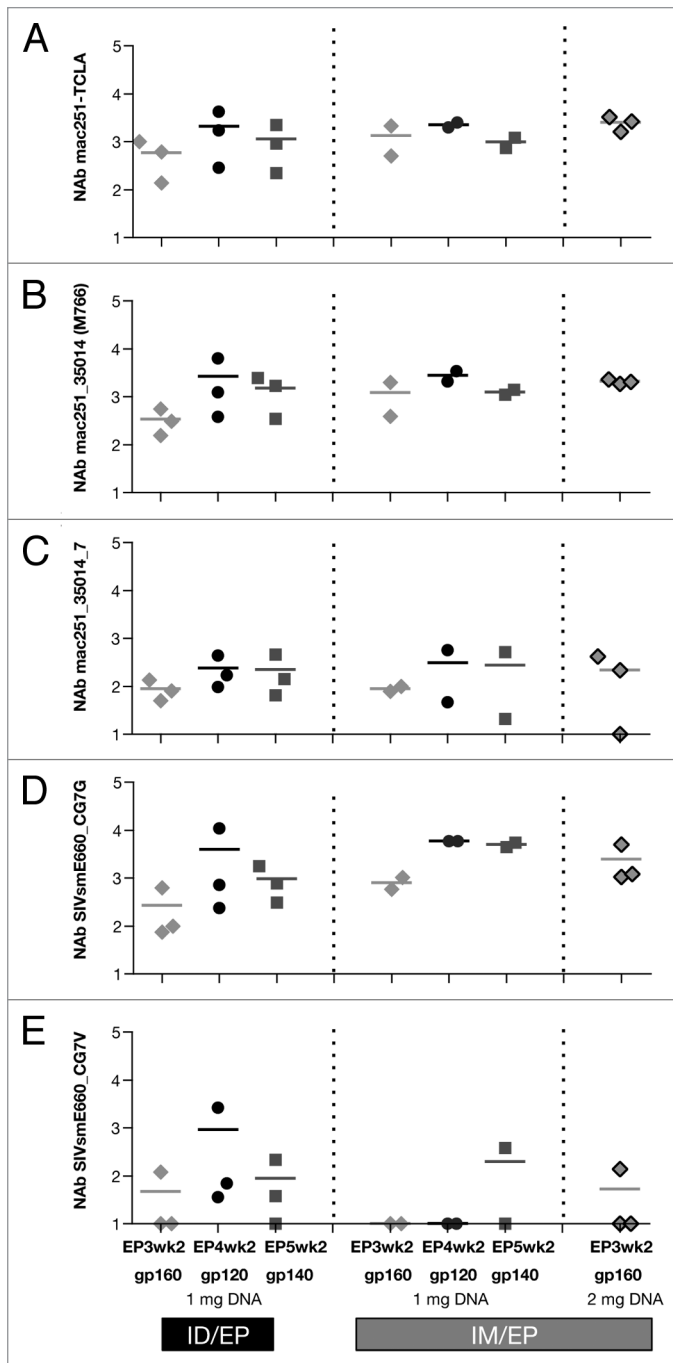 A
NAb mac251-TCLA
5
4
3
2
1
B
NAb mac251_35014 (M766)
5
4
3
2
1
C
NAb mac251_35014_7
5
4
3
2
1
D
NAb SIVsmE660_CG7G
5
4
3
2
1
E
NAb SIVsmE660_CG7V
5
4
3
2
1
EP3wk2 EP4wk2 EP5wk2 EP3wk2 EP4wk2 EP5wk2 EP3wk2
gp160 gp120 gp140 gp160 gp120 gp140 gp160
1 mg DNA 1 mg DNA 2 mg DNA
ID/EP IM/EP